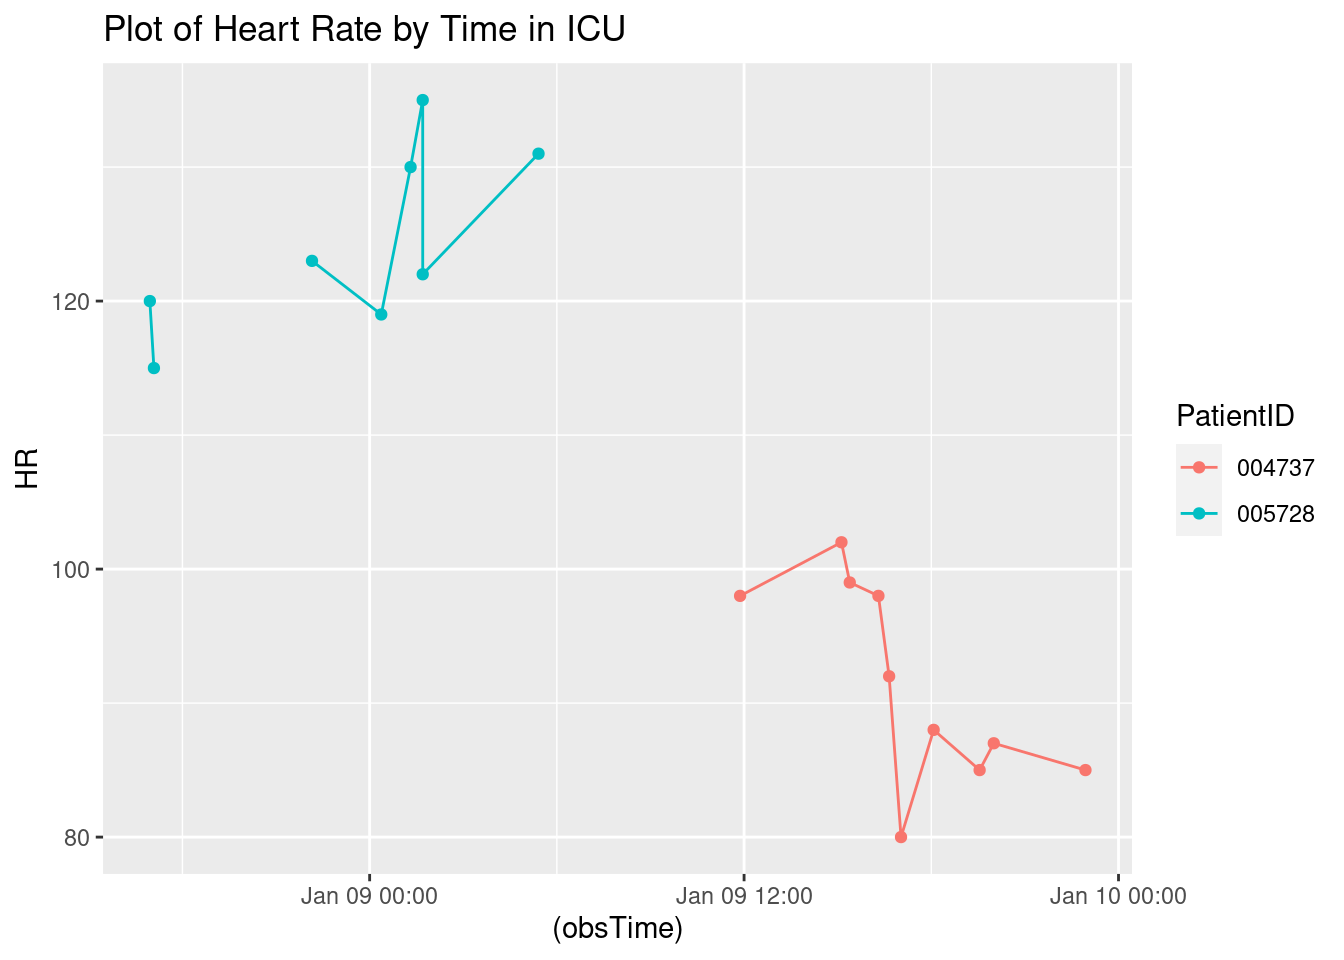 Plot of Heart Rate by Time in ICU
HR
120
100
80
Jan 09 00:00
Jan 09 12:00
Jan 10 00:00
(obsTime)
PatientID
004737
005728